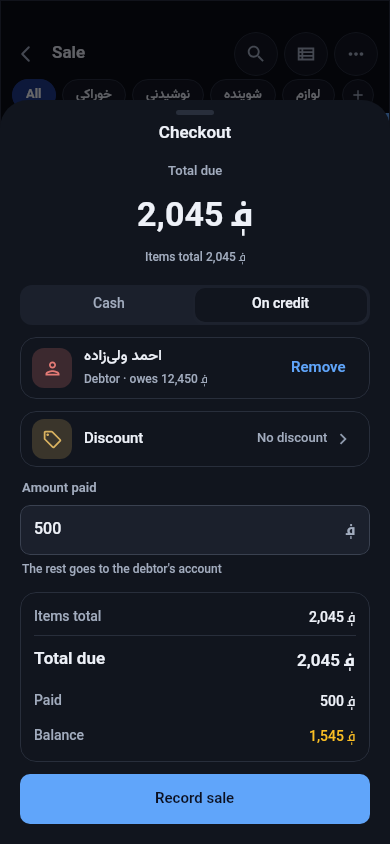 Sale
All
خوراکی
نوشیدنی
شوینده
لوازم
+
Checkout
Total due
2,045 ؋
Items total 2,045 ؋
Cash
On credit
احمد ولی‌زاده
Debtor · owes 12,450 ؋
Remove
Discount
No discount
Amount paid
500 ؋
The rest goes to the debtor's account
Items total 2,045 ؋
Total due 2,045 ؋
Paid 500 ؋
Balance 1,545 ؋
Record sale